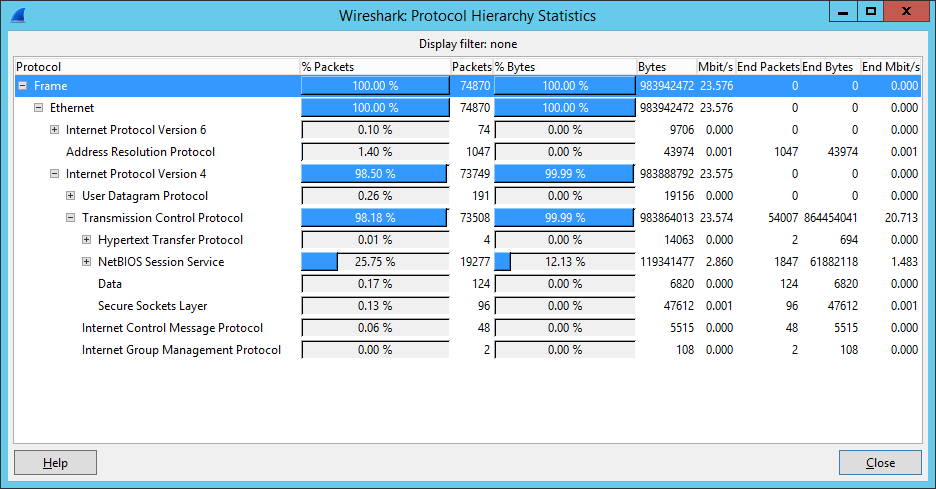 Wireshark: Protocol Hierarchy Statistics
Display filter: none
Protocol % Packets Packets % Bytes Bytes Mbit/s End Packets End Bytes End Mbit/s
Frame 100.00 % 74870 100.00 % 983942472 23.576 0 0 0.000
Ethernet 100.00 % 74870 100.00 % 983942472 23.576 0 0 0.000
Internet Protocol Version 6 0.10 % 74 0.00 % 9706 0.000 0 0 0.000
Address Resolution Protocol 1.40 % 1047 0.00 % 43974 0.001 1047 43974 0.001
Internet Protocol Version 4 98.50 % 73749 99.99 % 983888792 23.575 0 0 0.000
User Datagram Protocol 0.26 % 191 0.00 % 19156 0.000 0 0 0.000
Transmission Control Protocol 98.18 % 73508 99.99 % 983864013 23.574 54007 864454041 20.713
Hypertext Transfer Protocol 0.01 % 4 0.00 % 14063 0.000 2 694 0.000
NetBIOS Session Service 25.75 % 19277 12.13 % 119341477 2.860 1847 61882118 1.483
Data 0.17 % 124 0.00 % 6820 0.000 124 6820 0.000
Secure Sockets Layer 0.13 % 96 0.00 % 47612 0.001 96 47612 0.001
Internet Control Message Protocol 0.06 % 48 0.00 % 5515 0.000 48 5515 0.000
Internet Group Management Protocol 0.00 % 2 0.00 % 108 0.000 2 108 0.000
Help Close